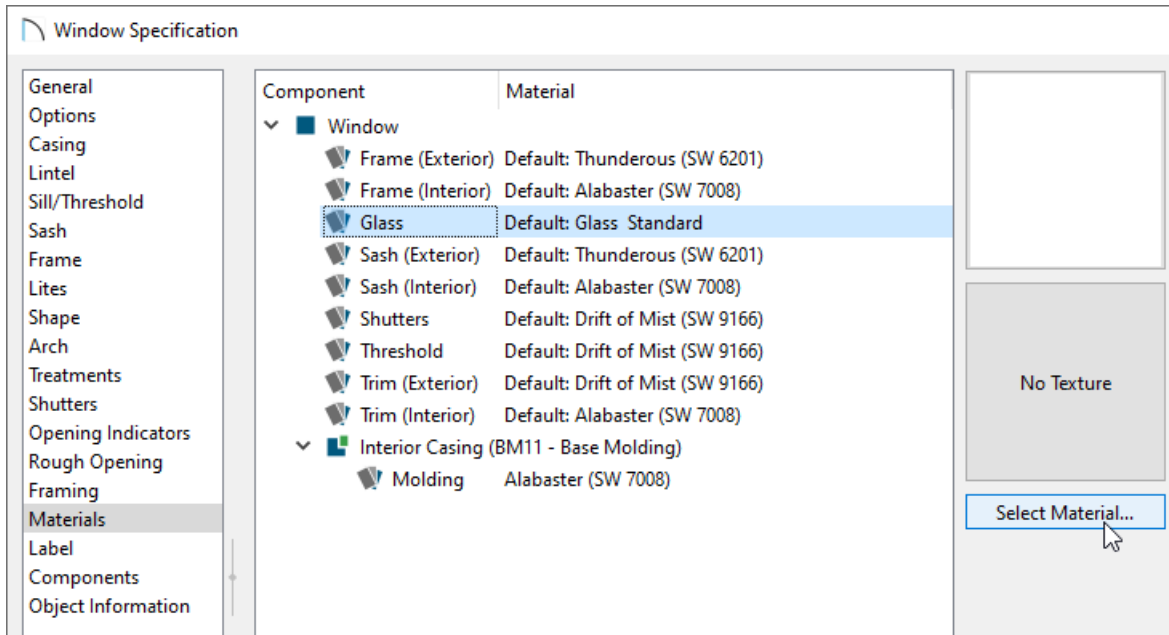 Window Specification
General
Options
Casing
Lintel
Sill/Threshold
Sash
Frame
Lites
Shape
Arch
Treatments
Shutters
Opening Indicators
Rough Opening
Framing
Materials
Label
Components
Object Information
Component Material
Window
Frame (Exterior) Default: Thunderous (SW 6201)
Frame (Interior) Default: Alabaster (SW 7008)
Glass Default: Glass  Standard
Sash (Exterior) Default: Thunderous (SW 6201)
Sash (Interior) Default: Alabaster (SW 7008)
Shutters Default: Drift of Mist (SW 9166)
Threshold Default: Drift of Mist (SW 9166)
Trim (Exterior) Default: Drift of Mist (SW 9166)
Trim (Interior) Default: Alabaster (SW 7008)
Interior Casing (BM11 - Base Molding)
Molding Alabaster (SW 7008)
No Texture
Select Material...